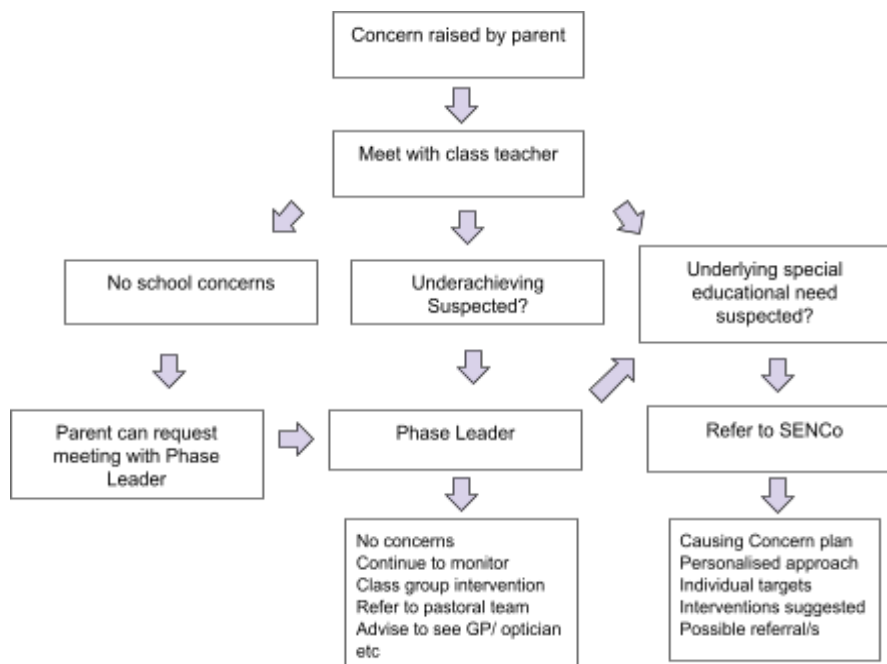 Concern raised by parent
Meet with class teacher
No school concerns
Underachieving
Suspected?
Underlying special
educational need
suspected?
Parent can request
meeting with Phase
Leader
Phase Leader
Refer to SENCo
No concerns
Continue to monitor
Class group intervention
Refer to pastoral team
Advise to see GP/ optician
etc
Causing Concern plan
Personalised approach
Individual targets
Interventions suggested
Possible referral/s